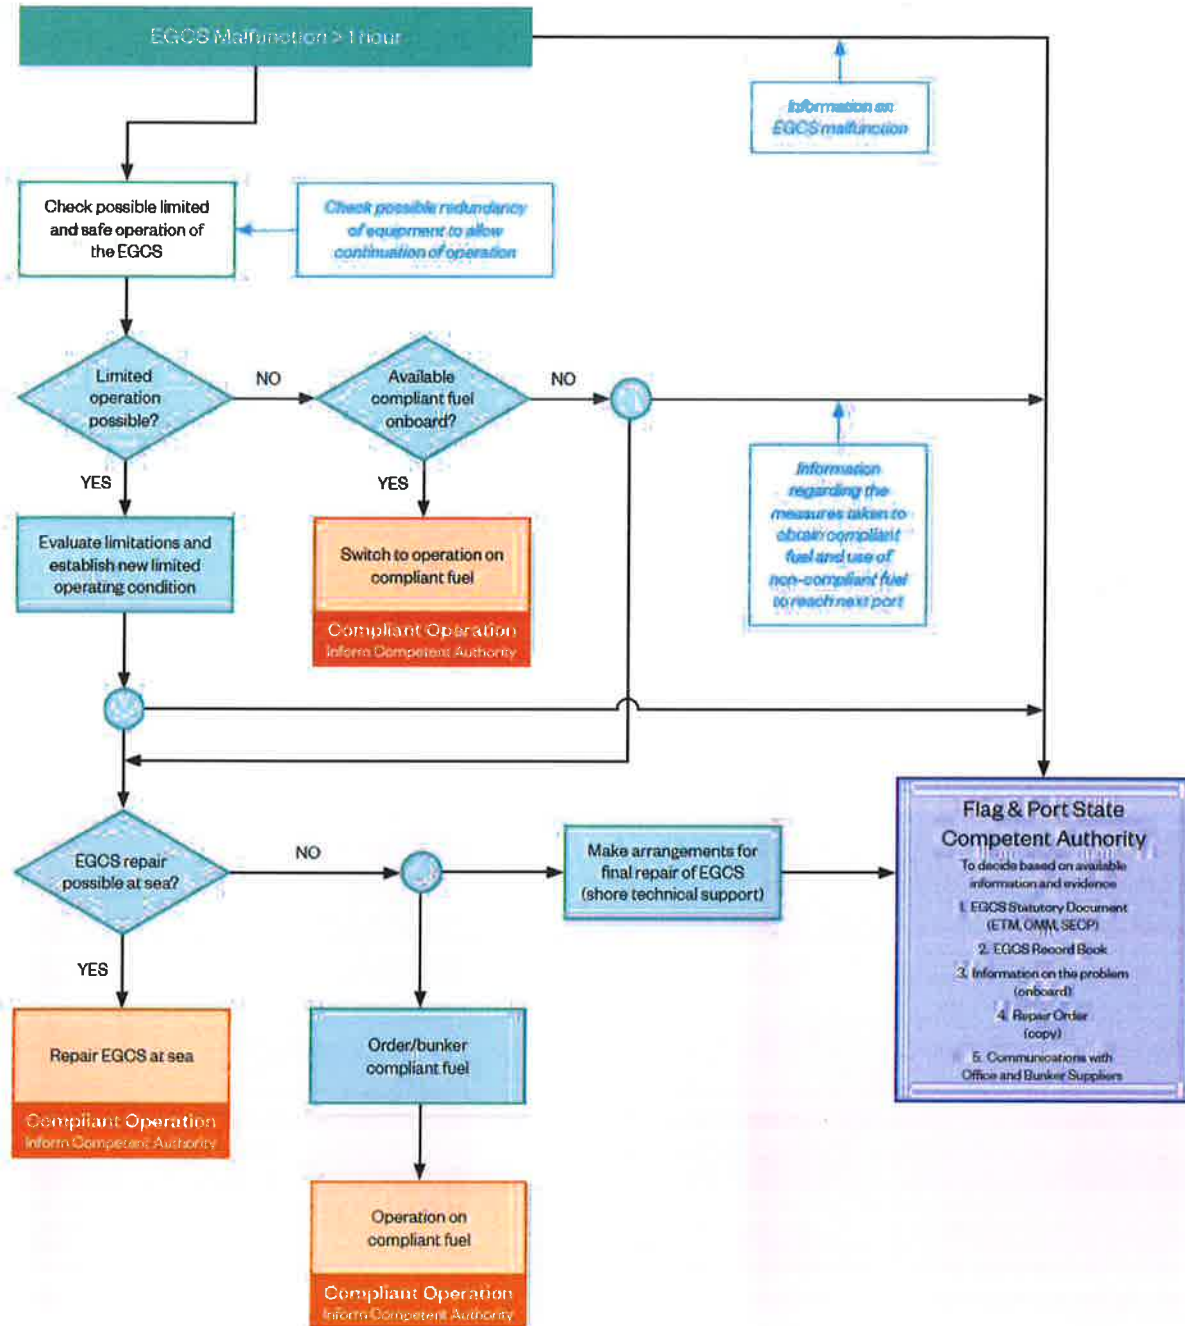 EGCS Malfunction > 1 hour
Information on
EGCS malfunction
Check possible limited
and safe operation of
the EGCS
Check possible redundancy
of equipment to allow
continuation of operation
Limited
operation
possible?
NO
Available
compliant fuel
onboard?
NO
YES
YES
Information
regarding the
measures taken to
obtain compliant
fuel and use of
non-compliant fuel
to reach next port
Evaluate limitations and
establish new limited
operating condition
Switch to operation on
compliant fuel
Compliant Operation
Inform Competent Authority
EGCS repair
possible at sea?
NO
Make arrangements for
final repair of EGCS
(shore technical support)
Flag & Port State
Competent Authority
To decide based on available
information and evidence
1. EGCS Statutory Document
(ETM, OMM, SECP)
2. EGCS Record Book
3. Information on the problem
(onboard)
4. Repair Order
(copy)
5. Communications with
Office and Bunker Suppliers
YES
Repair EGCS at sea
Compliant Operation
Inform Competent Authority
Order/bunker
compliant fuel
Operation on
compliant fuel
Compliant Operation
Inform Competent Authority